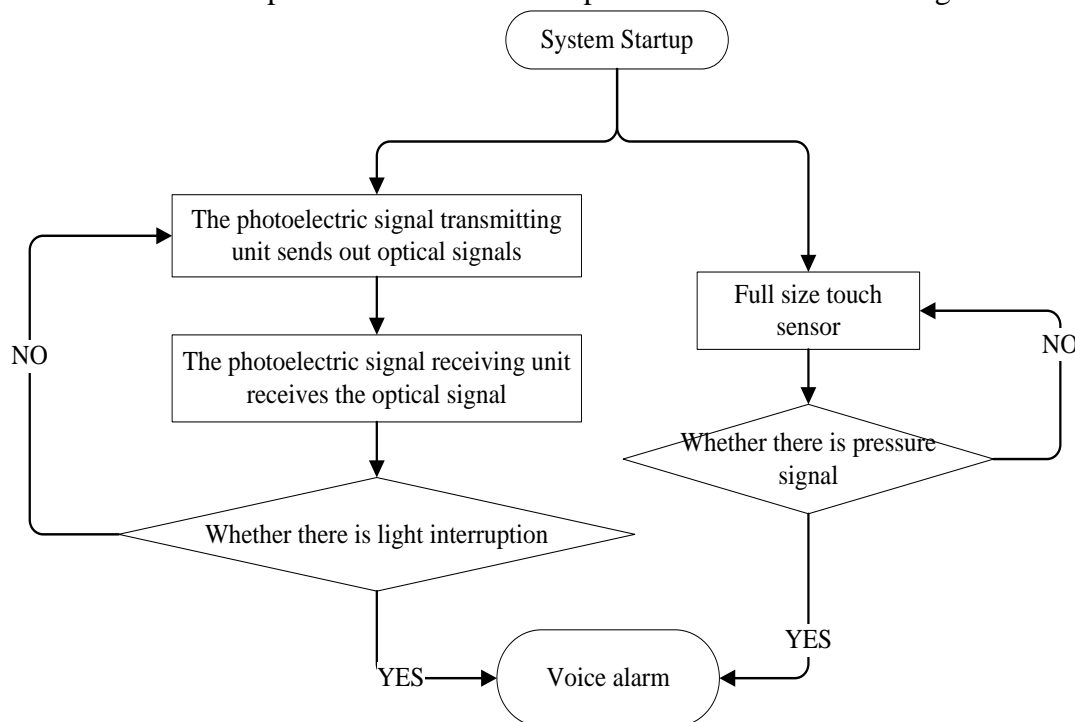 System Startup
The photoelectric signal transmitting
unit sends out optical signals
Full size touch
sensor
NO
NO
The photoelectric signal receiving unit
receives the optical signal
Whether there is pressure
signal
Whether there is light interruption
YES
YES
Voice alarm